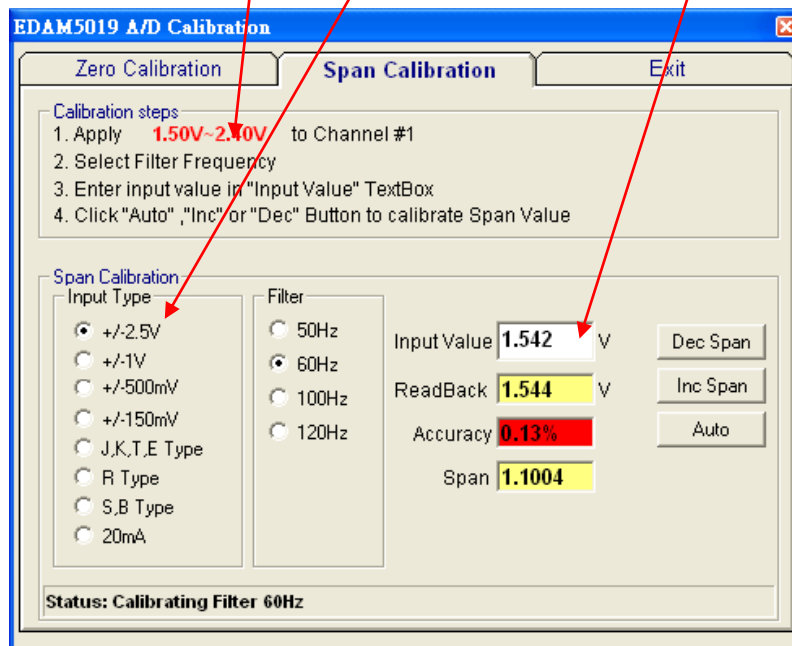 EDAM5019 A/D Calibration
Zero Calibration
Span Calibration
Exit
Calibration steps
1. Apply 1.50V~2.40V to Channel #1
2. Select Filter Frequency
3. Enter input value in "Input Value" TextBox
4. Click "Auto" ,"Inc" or "Dec" Button to calibrate Span Value
Span Calibration
Input Type
+/-2.5V
+/-1V
+/-500mV
+/-150mV
J,K,T,E Type
R Type
S,B Type
20mA
Filter
50Hz
60Hz
100Hz
120Hz
Input Value 1.542 V
ReadBack 1.544 V
Accuracy 0.13%
Span 1.1004
Dec Span
Inc Span
Auto
Status: Calibrating Filter 60Hz